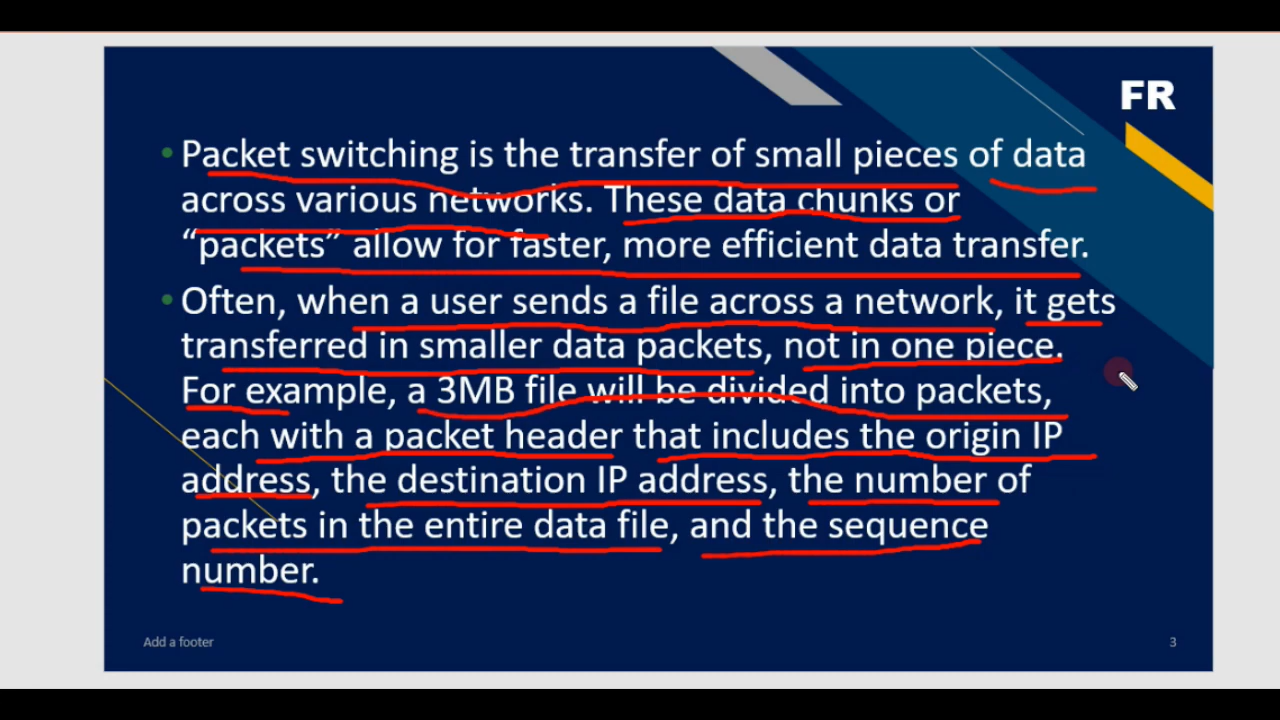 FR
• Packet switching is the transfer of small pieces of data
across various networks. These data chunks or
“packets” allow for faster, more efficient data transfer.
• Often, when a user sends a file across a network, it gets
transferred in smaller data packets, not in one piece.
For example, a 3MB file will be divided into packets,
each with a packet header that includes the origin IP
address, the destination IP address, the number of
packets in the entire data file, and the sequence
number.
Add a footer
3